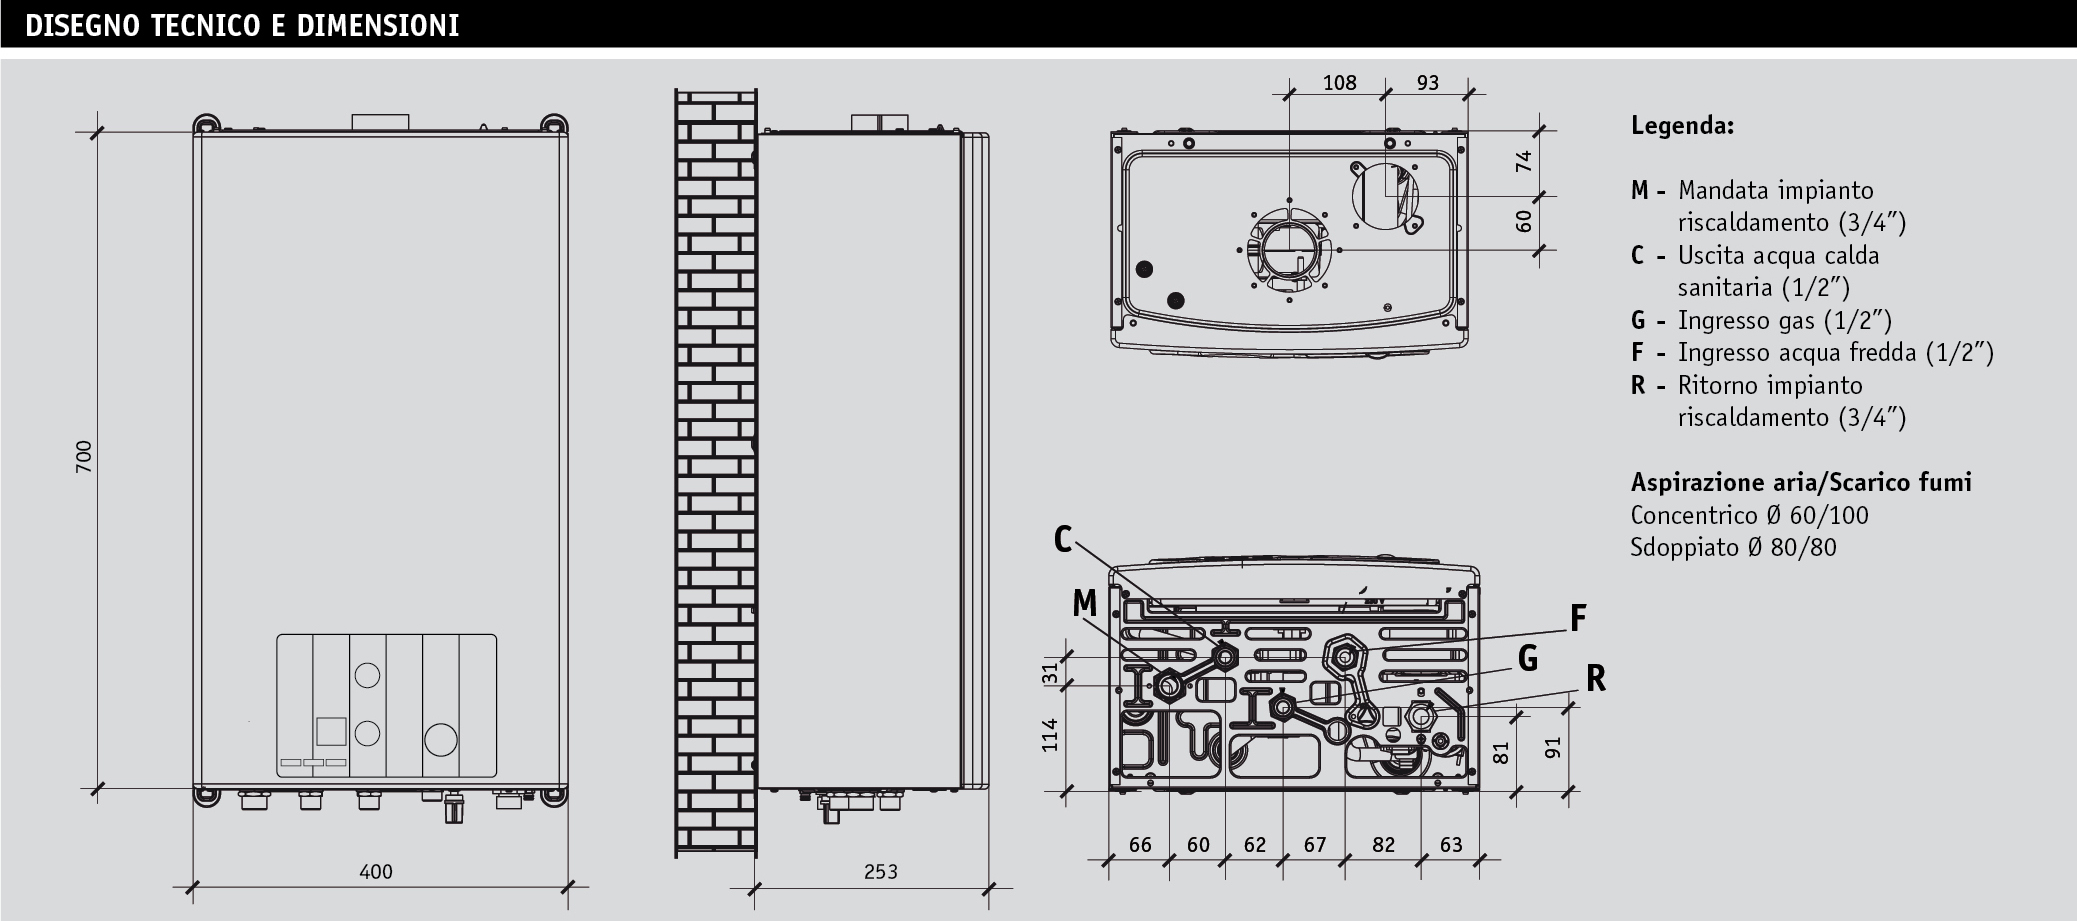 DISEGNO TECNICO E DIMENSIONI
700
400
253
108 93
74
60
Legenda:
M - Mandata impianto
riscaldamento (3/4″)
C - Uscita acqua calda
sanitaria (1/2″)
G - Ingresso gas (1/2″)
F - Ingresso acqua fredda (1/2″)
R - Ritorno impianto
riscaldamento (3/4″)
Aspirazione aria/Scarico fumi
Concentrico Ø 60/100
Sdoppiato Ø 80/80
C
M
F
G
R
31
114
81
91
66 60 62 67 82 63